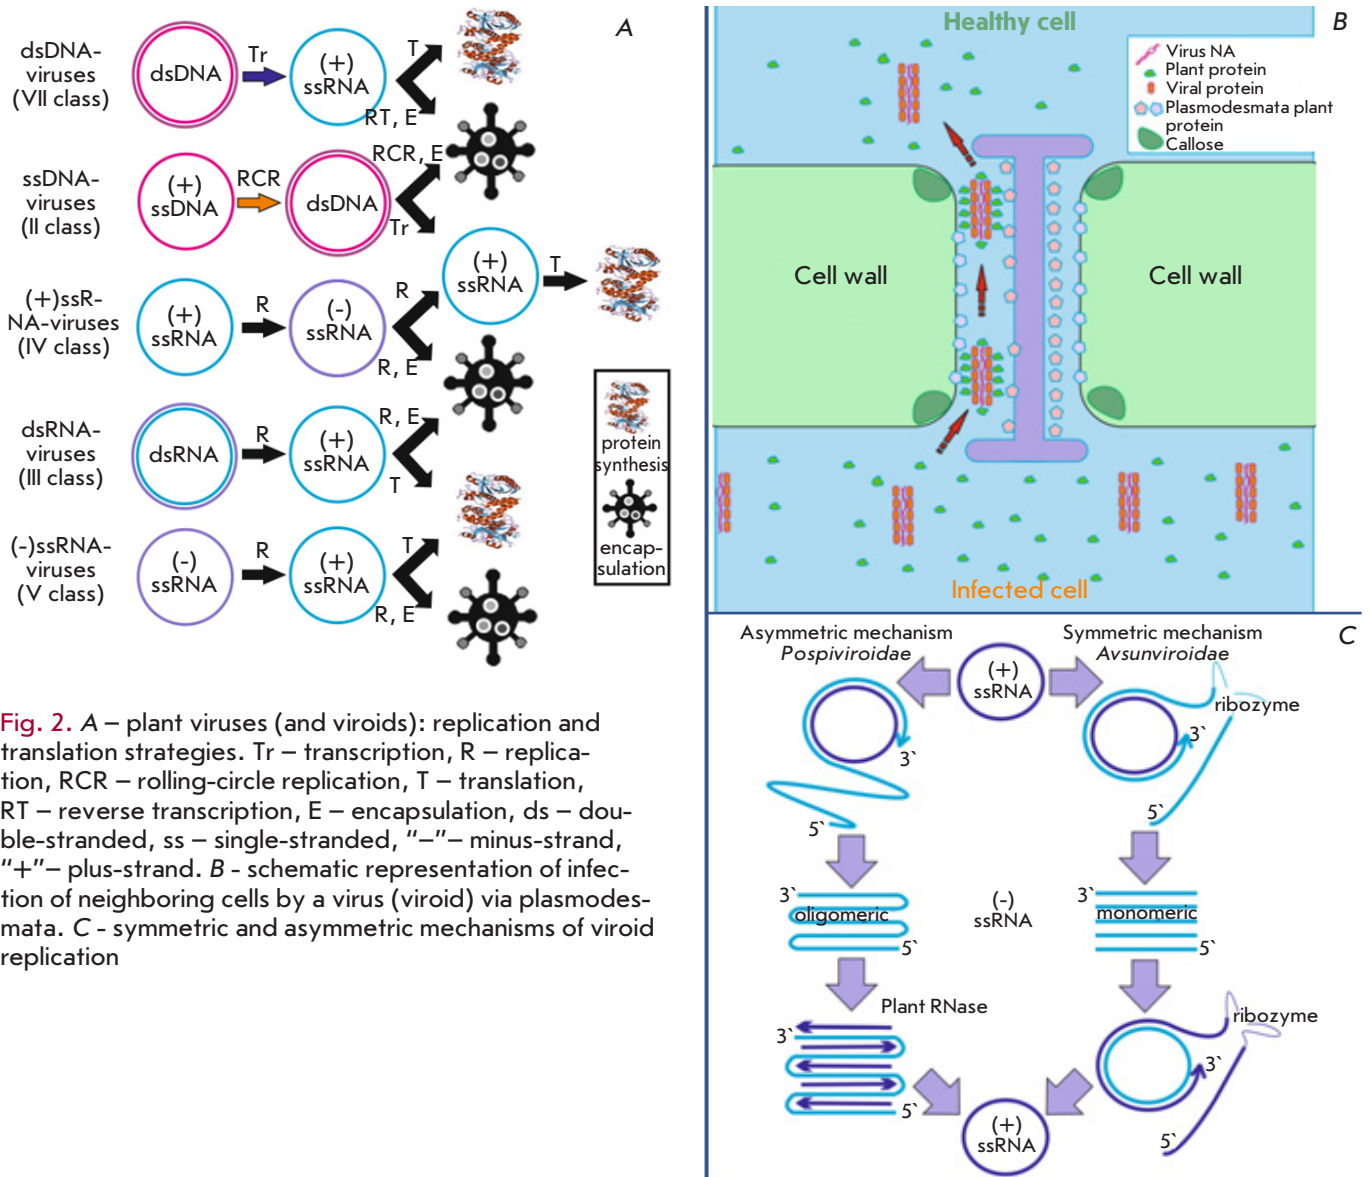 A
dsDNA-
viruses
(VII class)
dsDNA
Tr
(+)
ssRNA
T
RT, E
ssDNA-
viruses
(II class)
(+)
ssDNA
RCR
dsDNA
RCR, E
Tr
(+)
ssRNA
T
(+)ssR-
NA-viruses
(IV class)
(+)
ssRNA
R
(-)
ssRNA
R
R, E
dsRNA-
viruses
(III class)
dsRNA
R
(+)
ssRNA
R, E
T
(-)ssRNA-
viruses
(V class)
(-)
ssRNA
R
(+)
ssRNA
T
R, E
protein
synthesis
encap-
sulation
Fig. 2. A – plant viruses (and viroids): replication and
translation strategies. Tr – transcription, R – replica-
tion, RCR – rolling-circle replication, T – translation,
RT – reverse transcription, E – encapsulation, ds – dou-
ble-stranded, ss – single-stranded, “–”– minus-strand,
“+”– plus-strand. B - schematic representation of infec-
tion of neighboring cells by a virus (viroid) via plasmodes-
mata. C - symmetric and asymmetric mechanisms of viroid
replication
B
Healthy cell
Virus NA
Plant protein
Viral protein
Plasmodesmata plant
protein
Callose
Cell wall
Cell wall
Infected cell
C
Asymmetric mechanism
Pospiviroidae
(+)
ssRNA
Symmetric mechanism
Avsunviroidae
ribozyme
3`
5`
3`
5`
3`
oligomeric
5`
(-)
ssRNA
3`
monomeric
5`
Plant RNase
3`
5`
ribozyme
3`
5`
(+)
ssRNA